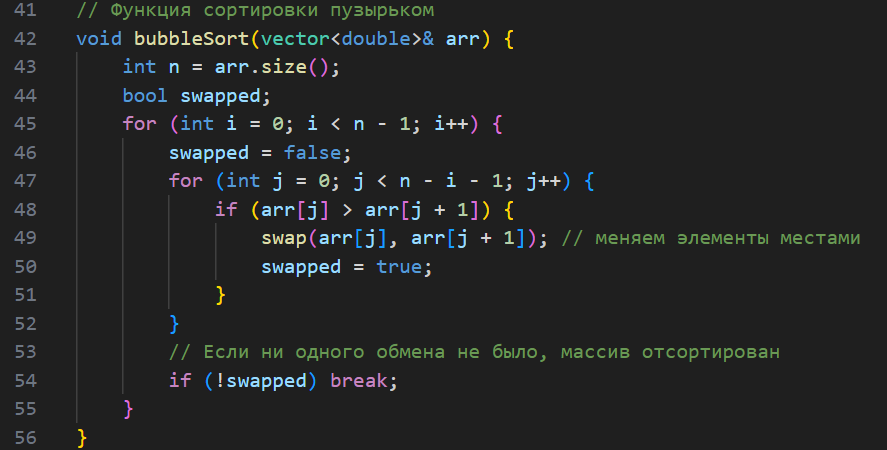 41 // Функция сортировки пузырьком
42 void bubbleSort(vector<double>& arr) {
43     int n = arr.size();
44     bool swapped;
45     for (int i = 0; i < n - 1; i++) {
46         swapped = false;
47         for (int j = 0; j < n - i - 1; j++) {
48             if (arr[j] > arr[j + 1]) {
49                 swap(arr[j], arr[j + 1]); // меняем элементы местами
50                 swapped = true;
51             }
52         }
53         // Если ни одного обмена не было, массив отсортирован
54         if (!swapped) break;
55     }
56 }